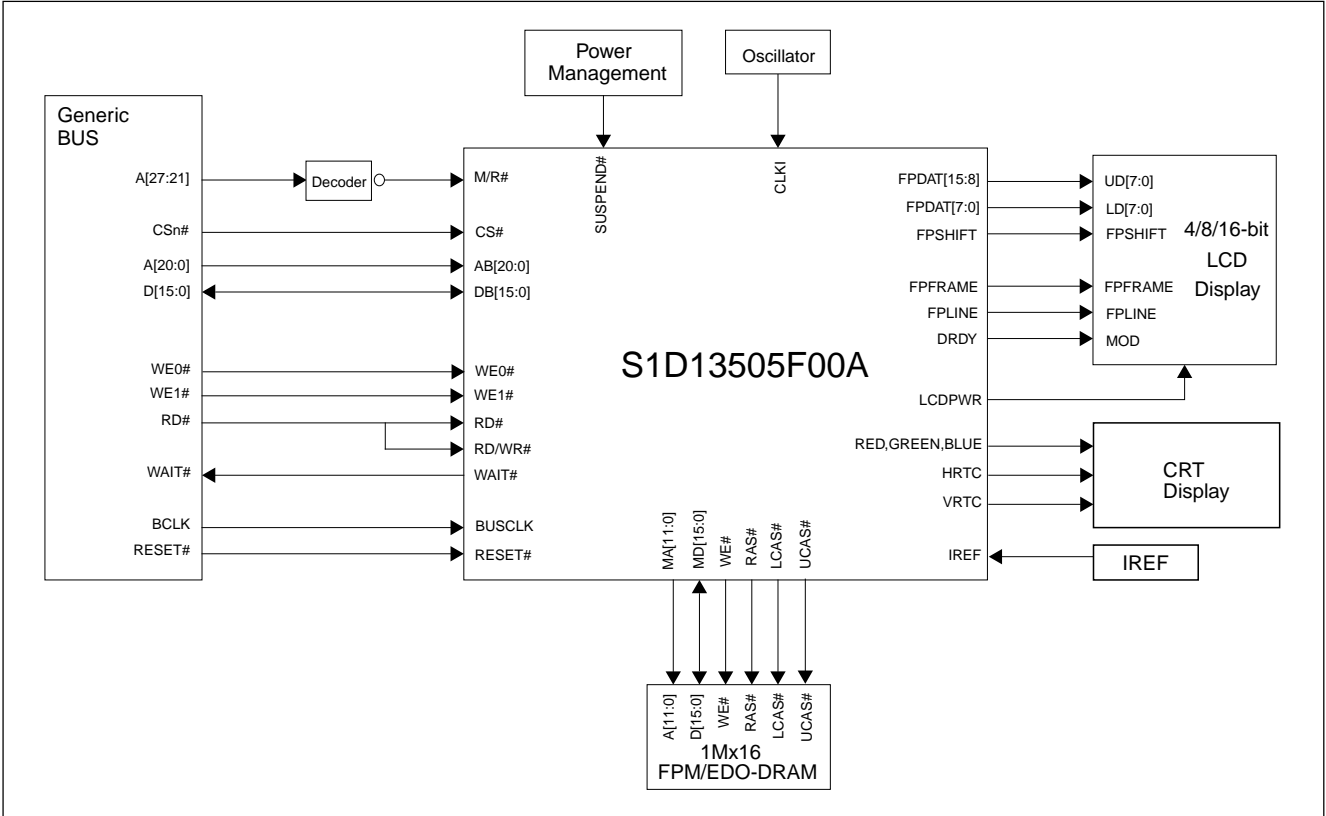 Power
Management
Oscillator
Generic
BUS
A[27:21]
CSn#
A[20:0]
D[15:0]
WE0#
WE1#
RD#
WAIT#
BCLK
RESET#
Decoder
SUSPEND#
CLKI
M/R#
CS#
AB[20:0]
DB[15:0]
WE0#
WE1#
RD#
RD/WR#
WAIT#
BUSCLK
RESET#
S1D13505F00A
FPDAT[15:8]
FPDAT[7:0]
FPSHIFT
FPFRAME
FPLINE
DRDY
LCDPWR
RED,GREEN,BLUE
HRTC
VRTC
IREF
UD[7:0]
LD[7:0]
FPSHIFT
FPFRAME
FPLINE
MOD
4/8/16-bit
LCD
Display
CRT
Display
IREF
MA[11:0]
MD[15:0]
WE#
RAS#
LCAS#
UCAS#
A[11:0]
D[15:0]
WE#
RAS#
LCAS#
UCAS#
1Mx16
FPM/EDO-DRAM